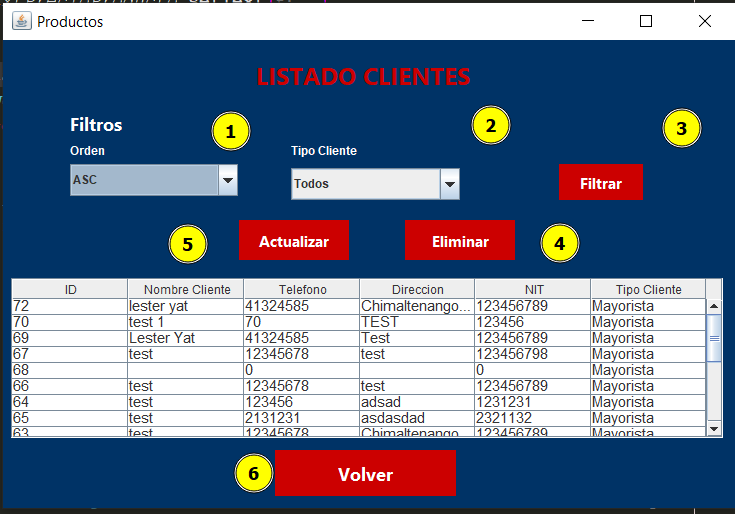 Productos
LISTADO CLIENTES
Filtros
1
2
3
Orden
Tipo Cliente
ASC
Todos
Filtrar
5
Actualizar
Eliminar
4
ID Nombre Cliente Telefono Direccion NIT Tipo Cliente
72 lester yat 41324585 Chimaltenango... 123456789 Mayorista
70 test 1 70 TEST 123456 Mayorista
69 Lester Yat 41324585 Test 123456789 Mayorista
67 test 12345678 test 123456798 Mayorista
68 0 0 Mayorista
66 test 12345678 test 123456789 Mayorista
64 test 123456 adsad 1231231 Mayorista
65 test 2131231 asdasdad 2321132 Mayorista
63 test 12345678 Chimaltenango 123456789 Mayorista
6
Volver